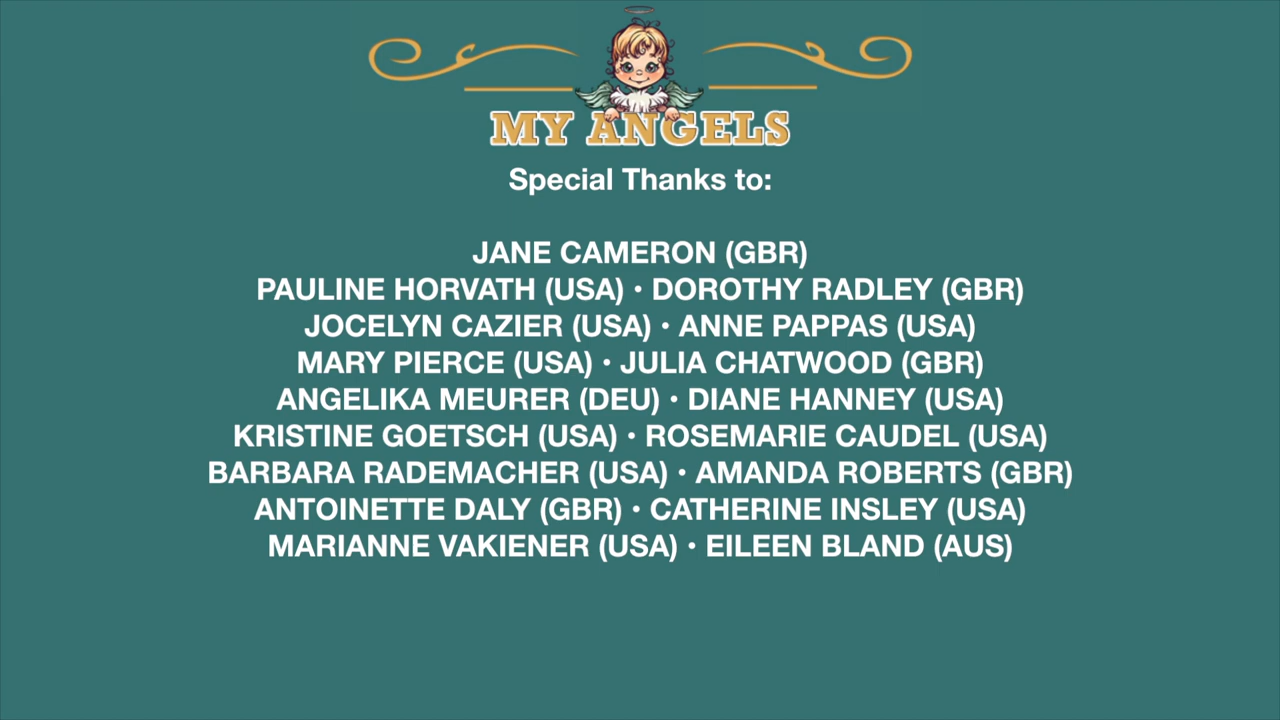 MY ANGELS
Special Thanks to:
JANE CAMERON (GBR)
PAULINE HORVATH (USA) • DOROTHY RADLEY (GBR)
JOCELYN CAZIER (USA) • ANNE PAPPAS (USA)
MARY PIERCE (USA) • JULIA CHATWOOD (GBR)
ANGELIKA MEURER (DEU) • DIANE HANNEY (USA)
KRISTINE GOETSCH (USA) • ROSEMARIE CAUDEL (USA)
BARBARA RADEMACHER (USA) • AMANDA ROBERTS (GBR)
ANTOINETTE DALY (GBR) • CATHERINE INSLEY (USA)
MARIANNE VAKIENER (USA) • EILEEN BLAND (AUS)